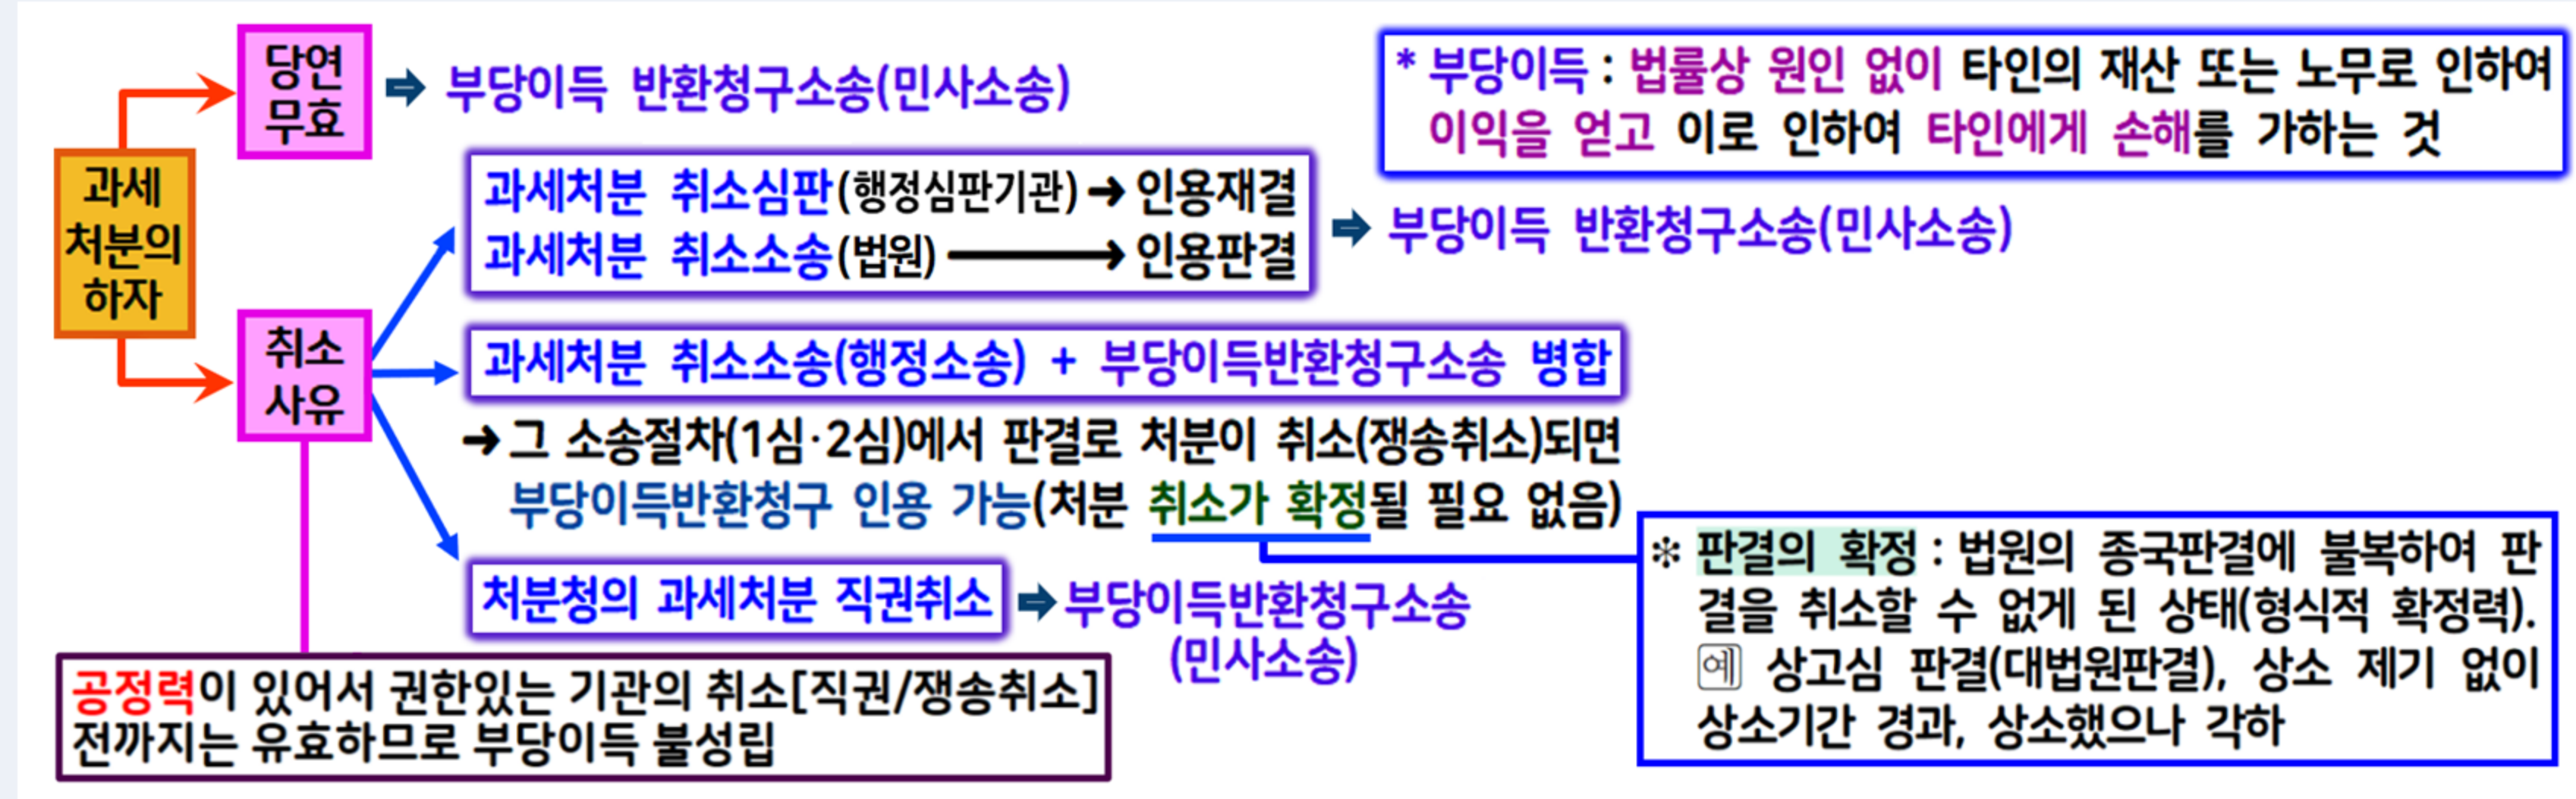 당연
무효
부당이득 반환청구소송(민사소송)
* 부당이득 : 법률상 원인 없이 타인의 재산 또는 노무로 인하여
이익을 얻고 이로 인하여 타인에게 손해를 가하는 것
과세
처분의
하자
과세처분 취소심판(행정심판기관) ➔ 인용재결
과세처분 취소소송(법원) ⟶ 인용판결
부당이득 반환청구소송(민사소송)
취소
사유
과세처분 취소소송(행정소송) + 부당이득반환청구소송 병합
➔ 그 소송절차(1심·2심)에서 판결로 처분이 취소(쟁송취소)되면
부당이득반환청구 인용 가능(처분 취소가 확정될 필요 없음)
처분청의 과세처분 직권취소
부당이득반환청구소송
(민사소송)
❇ 판결의 확정 : 법원의 종국판결에 불복하여 판
결을 취소할 수 없게 된 상태(형식적 확정력).
예 상고심 판결(대법원판결), 상소 제기 없이
상소기간 경과, 상소했으나 각하
공정력이 있어서 권한있는 기관의 취소[직권/쟁송취소]
전까지는 유효하므로 부당이득 불성립